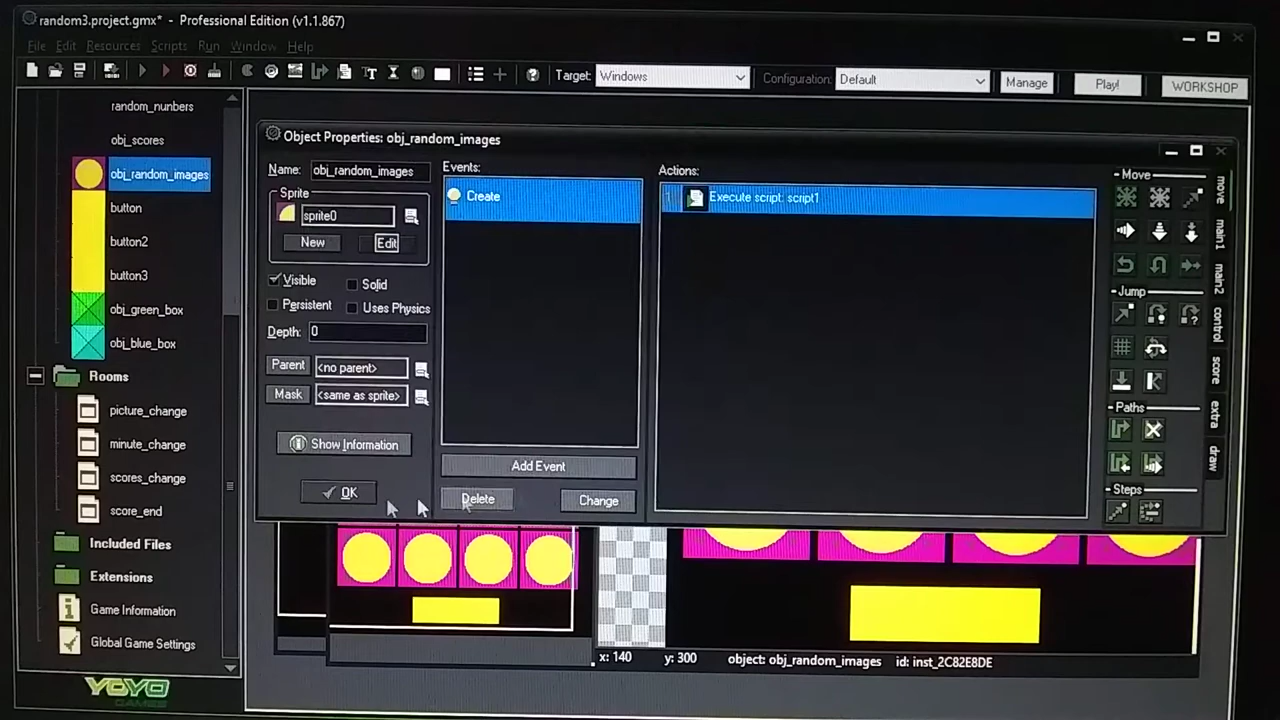 random3.project.gmx* - Professional Edition (v1.1.867)
File Edit Resources Scripts Run Window Help
Target: Windows Configuration: Default Manage Play! WORKSHOP
random_nunbers
obj_scores
obj_random_images
button
button2
button3
obj_green_box
obj_blue_box
Rooms
picture_change
minute_change
scores_change
score_end
Included Files
Extensions
Game Information
Global Game Settings
YOYO
GAMES
Object Properties: obj_random_images
Name: obj_random_images
Sprite
sprite0
New Edit
Visible Solid
Persistent Uses Physics
Depth: 0
Parent <no parent>
Mask <same as sprite>
Show Information
OK
Events:
Create
Add Event
Delete Change
Actions:
1 Execute script: script1
Move
Jump
Paths
Steps
move
main1
main2
control
score
extra
draw
x: 140 y: 300 object: obj_random_images id: inst_2C82E8DE